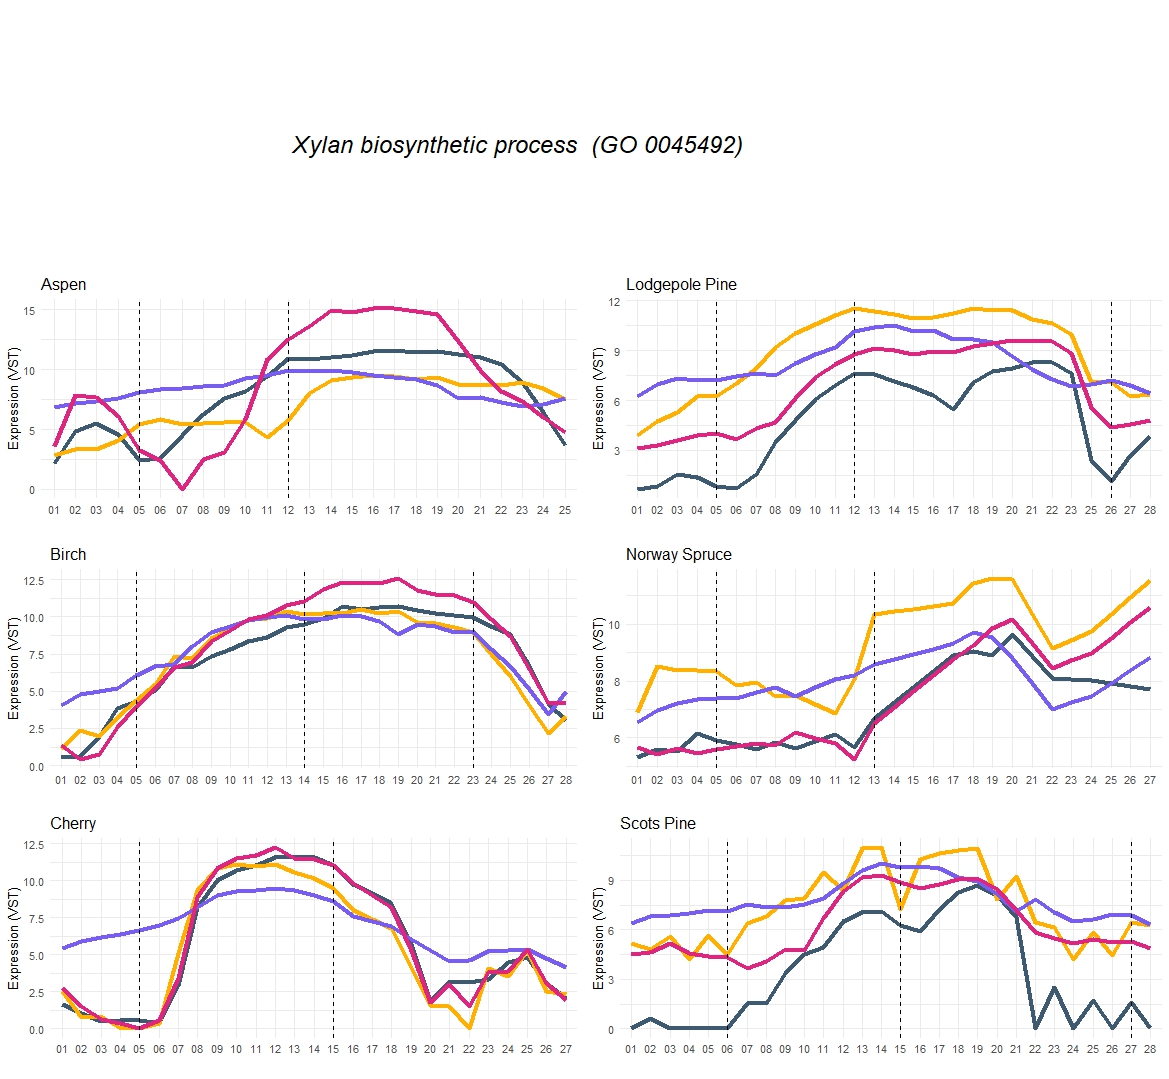 Xylan biosynthetic process (GO 0045492)
Aspen
Expression (VST)
15
10
5
0
01 02 03 04 05 06 07 08 09 10 11 12 13 14 15 16 17 18 19 20 21 22 23 24 25
Lodgepole Pine
Expression (VST)
12
9
6
3
01 02 03 04 05 06 07 08 09 10 11 12 13 14 15 16 17 18 19 20 21 22 23 24 25 26 27 28
Birch
Expression (VST)
12.5
10.0
7.5
5.0
2.5
0.0
01 02 03 04 05 06 07 08 09 10 11 12 13 14 15 16 17 18 19 20 21 22 23 24 25 26 27 28
Norway Spruce
Expression (VST)
10
8
6
01 02 03 04 05 06 07 08 09 10 11 12 13 14 15 16 17 18 19 20 21 22 23 24 25 26 27
Cherry
Expression (VST)
12.5
10.0
7.5
5.0
2.5
0.0
01 02 03 04 05 06 07 08 09 10 11 12 13 14 15 16 17 18 19 20 21 22 23 24 25 26 27
Scots Pine
Expression (VST)
9
6
3
0
01 02 03 04 05 06 07 08 09 10 11 12 13 14 15 16 17 18 19 20 21 22 23 24 25 26 27 28